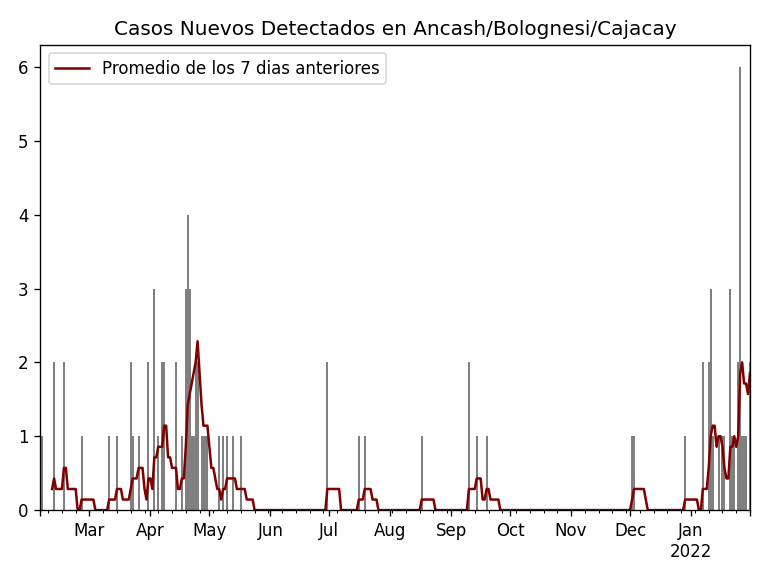 Casos Nuevos Detectados en Ancash/Bolognesi/Cajacay
Promedio de los 7 dias anteriores
6
5
4
3
2
1
0
Mar Apr May Jun Jul Aug Sep Oct Nov Dec Jan
2022